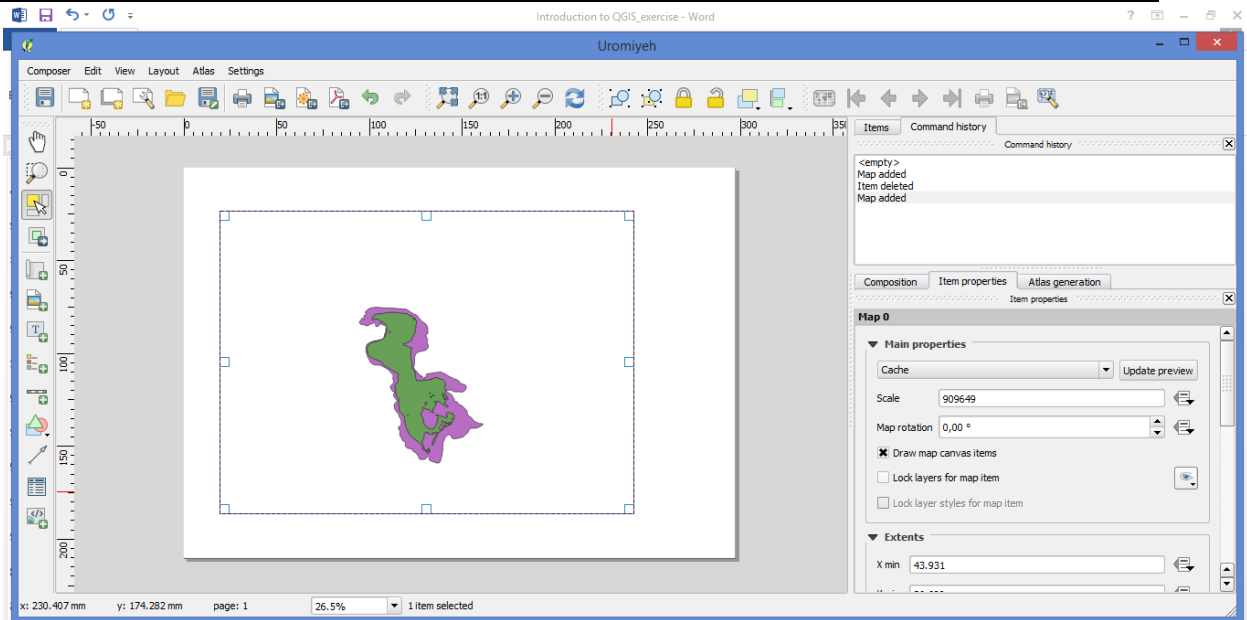 Introduction to QGIS_exercise - Word
Uromiyeh
Composer Edit View Layout Atlas Settings
-50 0 50 100 150 200 250 300 350
Items Command history
Command history
<empty>
Map added
Item deleted
Map added
0
50
100
150
200
Composition Item properties Atlas generation
Item properties
Map 0
Main properties
Cache Update preview
Scale 909649
Map rotation 0,00 °
Draw map canvas items
Lock layers for map item
Lock layer styles for map item
Extents
X min 43.931
x: 230.407 mm y: 174.282 mm page: 1 26.5% 1 item selected